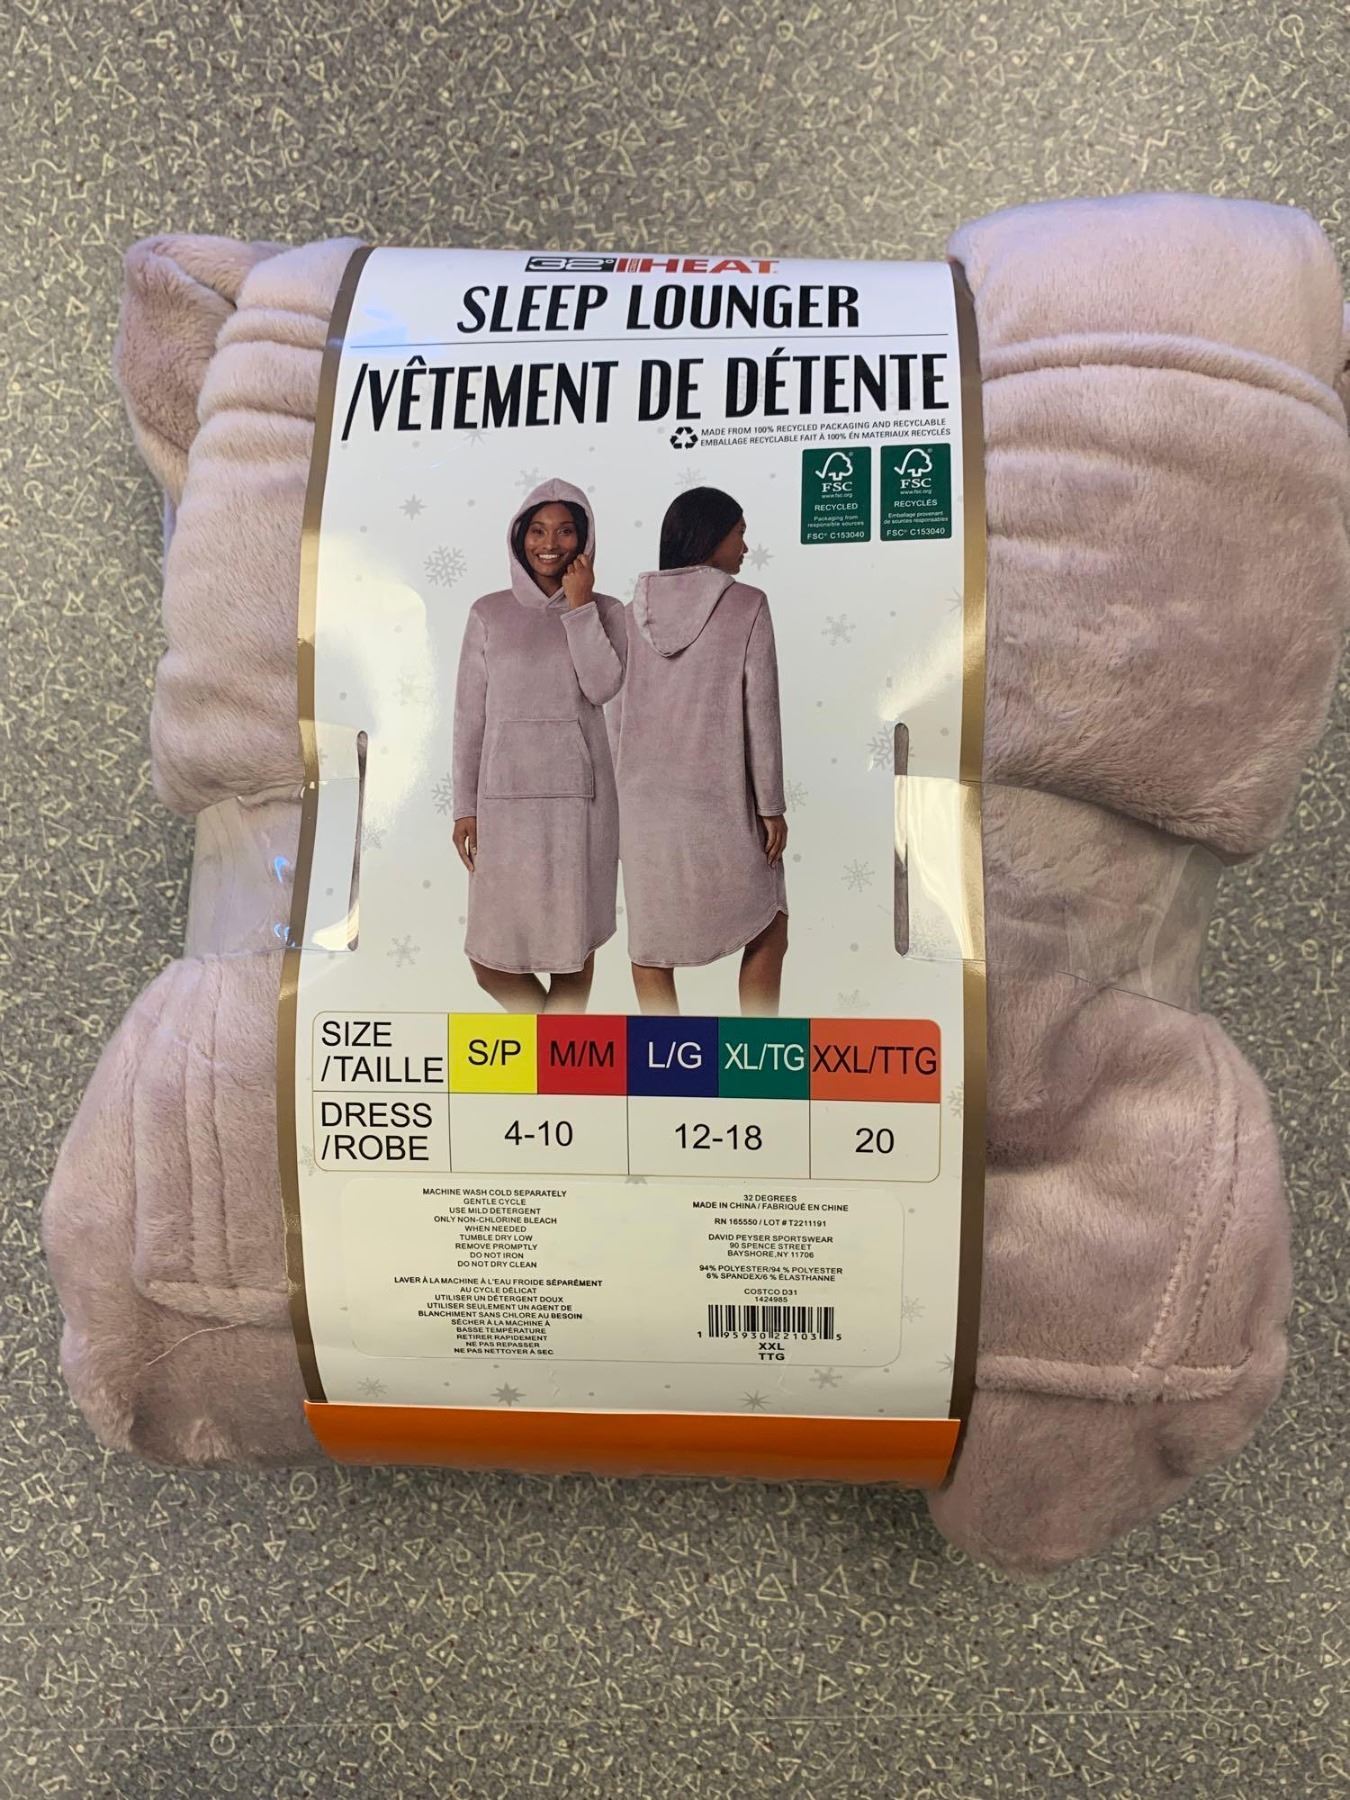 32° HEAT
SLEEP LOUNGER
/VÊTEMENT DE DÉTENTE
MADE FROM 100% RECYCLED PACKAGING AND RECYCLABLE
EMBALLAGE RECYCLABLE FAIT À 100% ÉN MATERIAUX RECYCLÉS
FSC
www.fsc.org
RECYCLED
Packaging from
responsible sources
FSC® C153040
FSC
www.fsc.org
RECYCLÉS
Emballage provenant
de sources responsables
FSC® C153040
SIZE
/TAILLE
S/P M/M L/G XL/TG XXL/TTG
DRESS
/ROBE
4-10 12-18 20
MACHINE WASH COLD SEPARATELY
GENTLE CYCLE
USE MILD DETERGENT
ONLY NON-CHLORINE BLEACH
WHEN NEEDED
TUMBLE DRY LOW
REMOVE PROMPTLY
DO NOT IRON
DO NOT DRY CLEAN
LAVER À LA MACHINE À L'EAU FROIDE SÉPARÉMENT
AU CYCLE DÉLICAT
UTILISER UN DÉTERGENT DOUX
UTILISER SEULEMENT UN AGENT DE
BLANCHIMENT SANS CHLORE AU BESOIN
SÉCHER À LA MACHINE À
BASSE TEMPÉRATURE
RETIRER RAPIDEMENT
NE PAS REPASSER
NE PAS NETTOYER À SEC
32 DEGREES
MADE IN CHINA / FABRIQUÉ EN CHINE
RN 165550 / LOT # T2211191
DAVID PEYSER SPORTSWEAR
90 SPENCE STREET
BAYSHORE,NY 11706
94% POLYESTER/94 % POLYESTER
6% SPANDEX/6 % ÉLASTHANNE
COSTCO D31
1424985
1 95930 22103 5
XXL
TTG